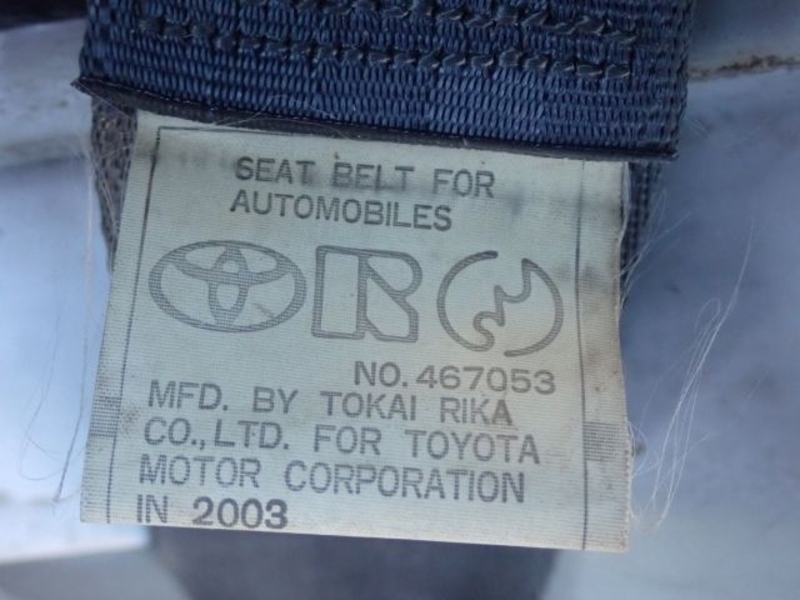 SEAT BELT FOR
AUTOMOBILES
NO. 467053
MFD. BY TOKAI RIKA
CO., LTD. FOR TOYOTA
MOTOR CORPORATION
IN 2003